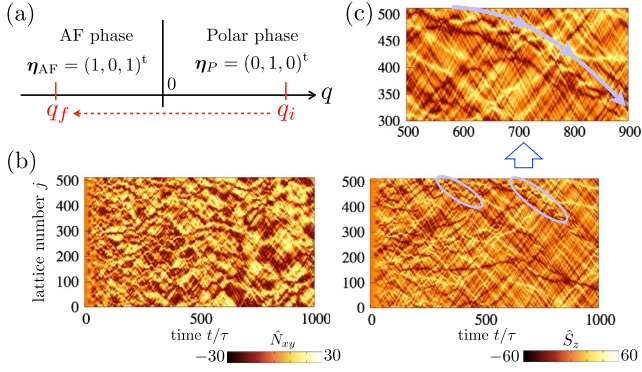 (a)
AF phase
Polar phase
η_AF = (1, 0, 1)^t
η_P = (0, 1, 0)^t
0
q
q_f
q_i
(c)
500
400
300
500 600 700 800 900
(b)
lattice number j
500
400
300
200
100
0
0 500 1000
time t/τ
N̂_xy
−30 30
500
400
300
200
100
0
0 500 1000
time t/τ
Ŝ_z
−60 60